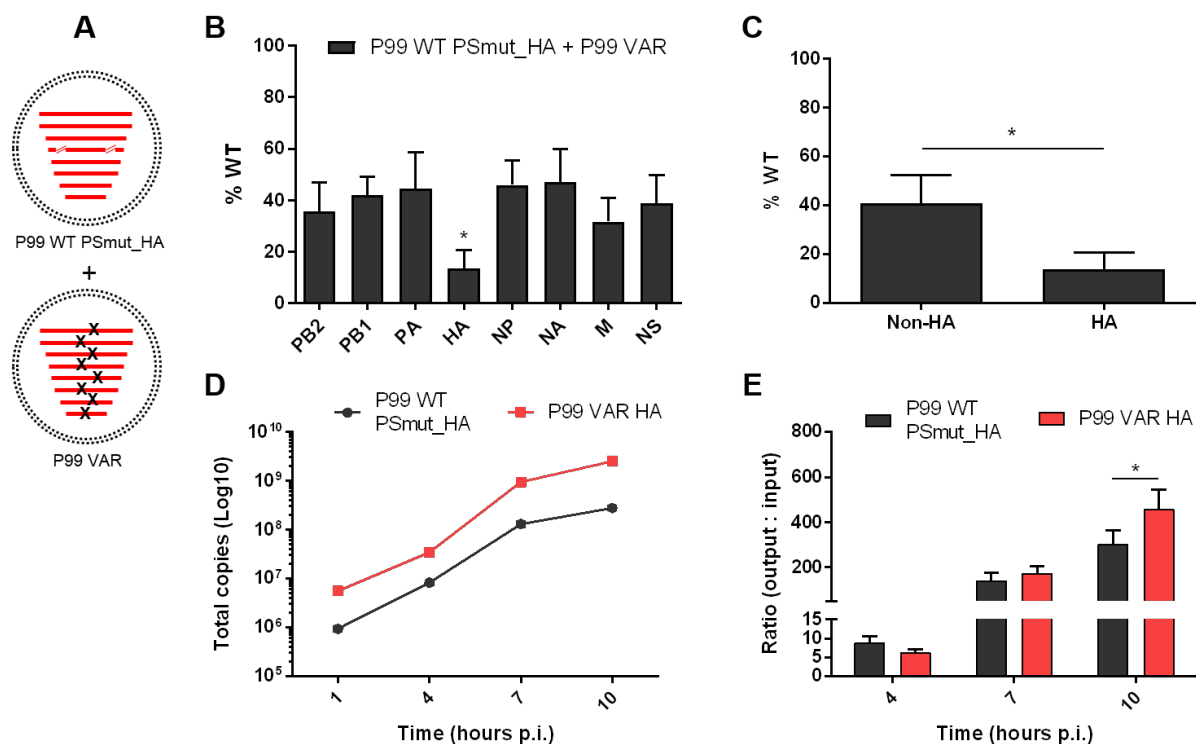 A
P99 WT PSmut_HA
+
X
X
X
X
X
X
X
X
P99 VAR
B
P99 WT PSmut_HA + P99 VAR
% WT
100
80
60
40
20
0
*
PB2 PB1 PA HA NP NA M NS
C
% WT
100
80
60
40
20
0
*
Non-HA HA
D
P99 WT
PSmut_HA
P99 VAR HA
Total copies (Log10)
10^10
10^9
10^8
10^7
10^6
10^5
1 4 7 10
Time (hours p.i.)
E
P99 WT
PSmut_HA
P99 VAR HA
Ratio (output : input)
800
600
400
200
15
10
5
0
*
4 7 10
Time (hours p.i.)